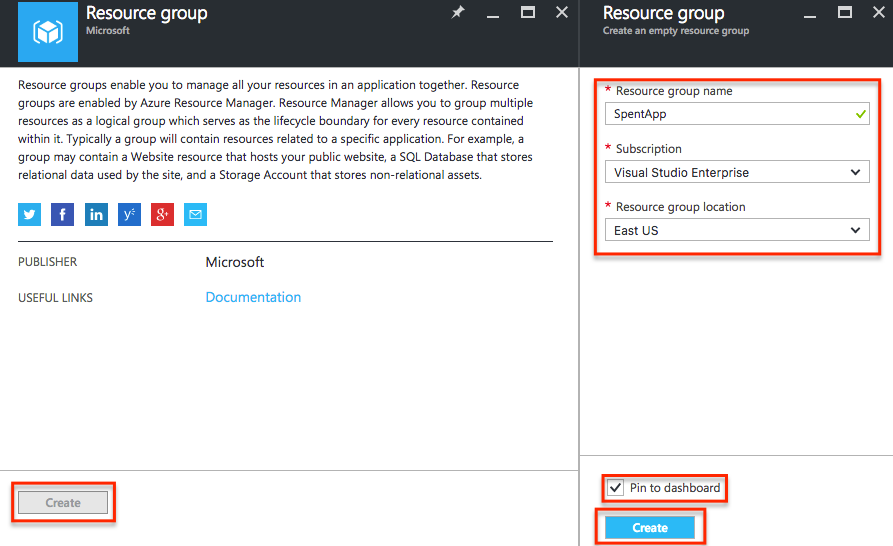 Resource group
Microsoft
Resource groups enable you to manage all your resources in an application together. Resource
groups are enabled by Azure Resource Manager. Resource Manager allows you to group multiple
resources as a logical group which serves as the lifecycle boundary for every resource contained
within it. Typically a group will contain resources related to a specific application. For example, a
group may contain a Website resource that hosts your public website, a SQL Database that stores
relational data used by the site, and a Storage Account that stores non-relational assets.
PUBLISHER Microsoft
USEFUL LINKS Documentation
Create
Resource group
Create an empty resource group
* Resource group name
SpentApp
* Subscription
Visual Studio Enterprise
* Resource group location
East US
Pin to dashboard
Create